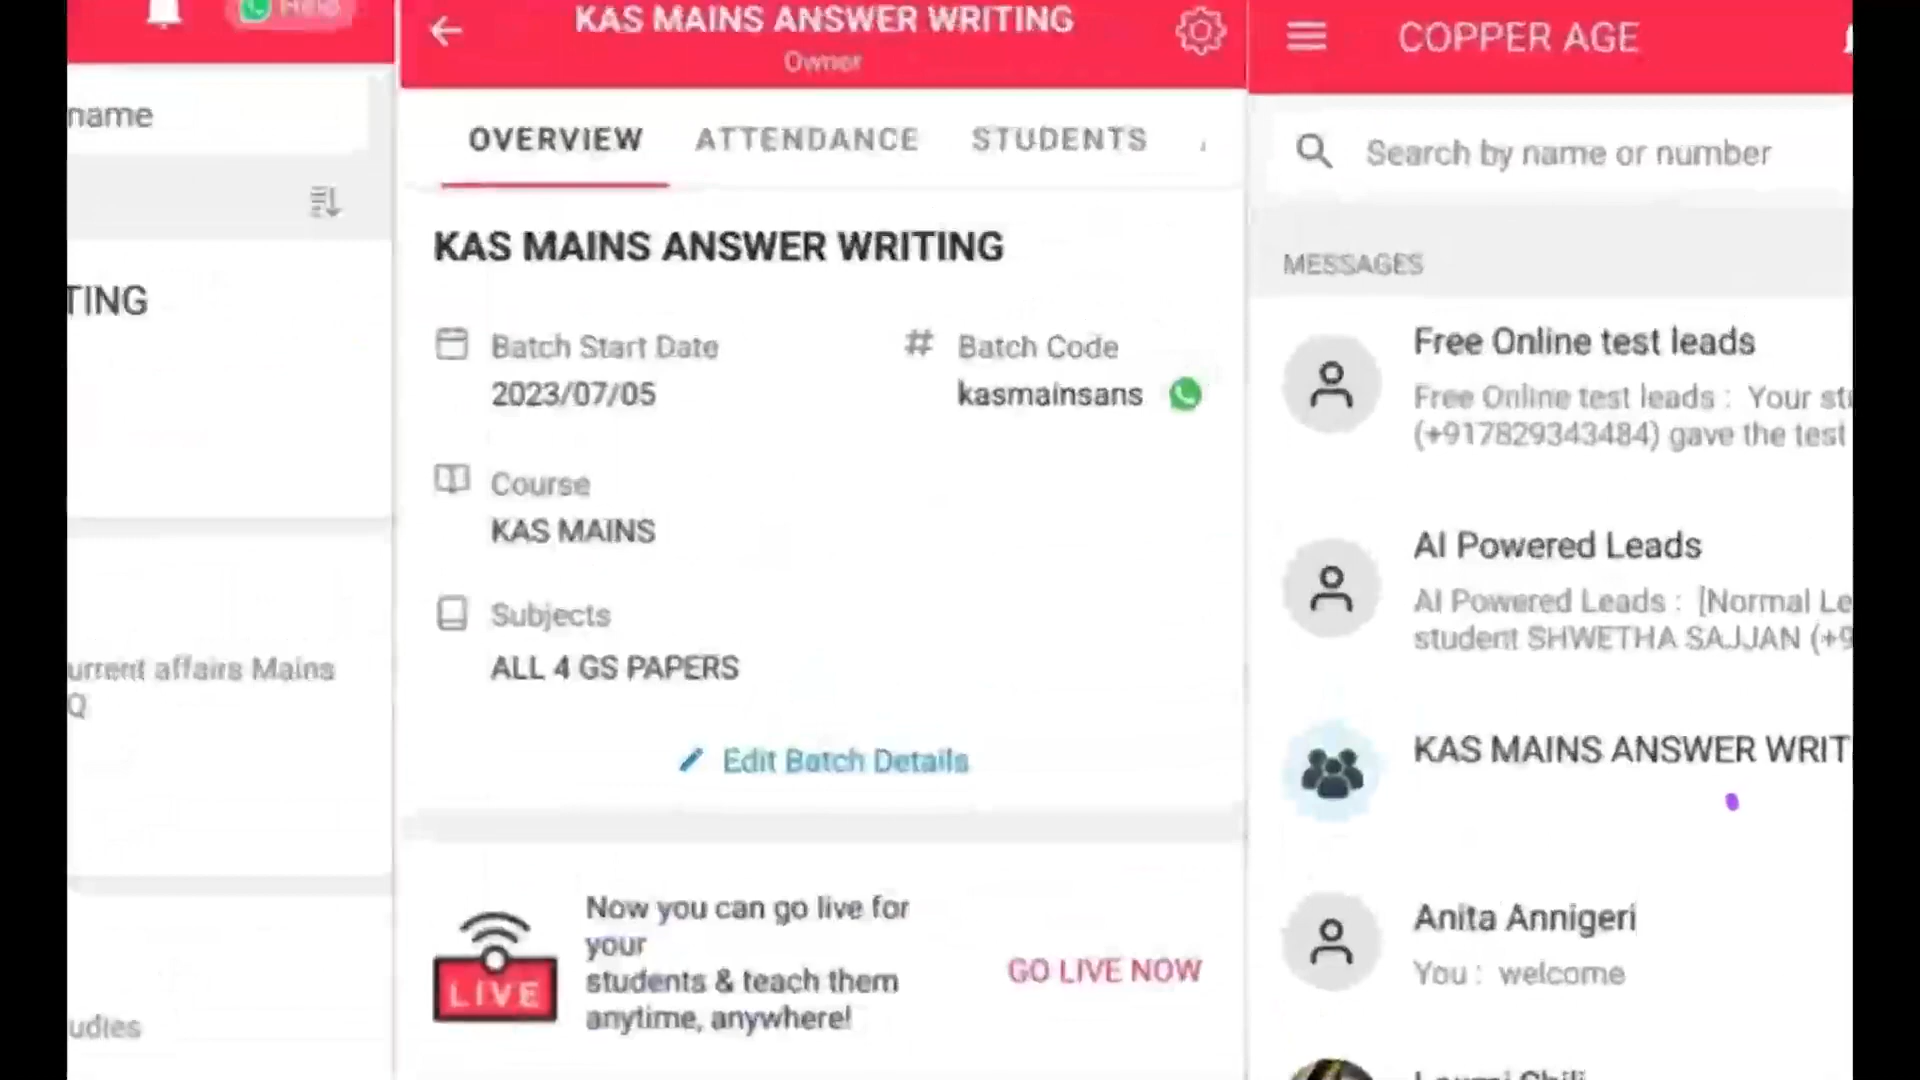 Help
name
TING
urrent affairs Mains
Q
udies
KAS MAINS ANSWER WRITING
Owner
OVERVIEW ATTENDANCE STUDENTS
KAS MAINS ANSWER WRITING
Batch Start Date
2023/07/05
# Batch Code
kasmainsans
Course
KAS MAINS
Subjects
ALL 4 GS PAPERS
Edit Batch Details
LIVE
Now you can go live for
your
students & teach them
anytime, anywhere!
GO LIVE NOW
COPPER AGE
Search by name or number
MESSAGES
Free Online test leads
Free Online test leads : Your stu
(+917829343484) gave the test
AI Powered Leads
AI Powered Leads : [Normal Le
student SHWETHA SAJJAN (+9
KAS MAINS ANSWER WRIT
Anita Annigeri
You : welcome